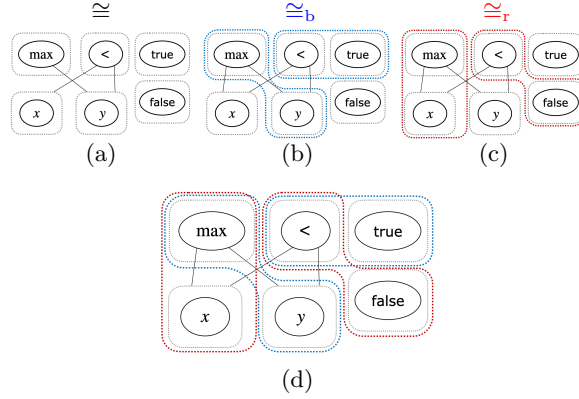 ≅ ≅b ≅r
max < true max < true max < true
x y false x y false x y false
(a) (b) (c)
max < true
x y false
(d)